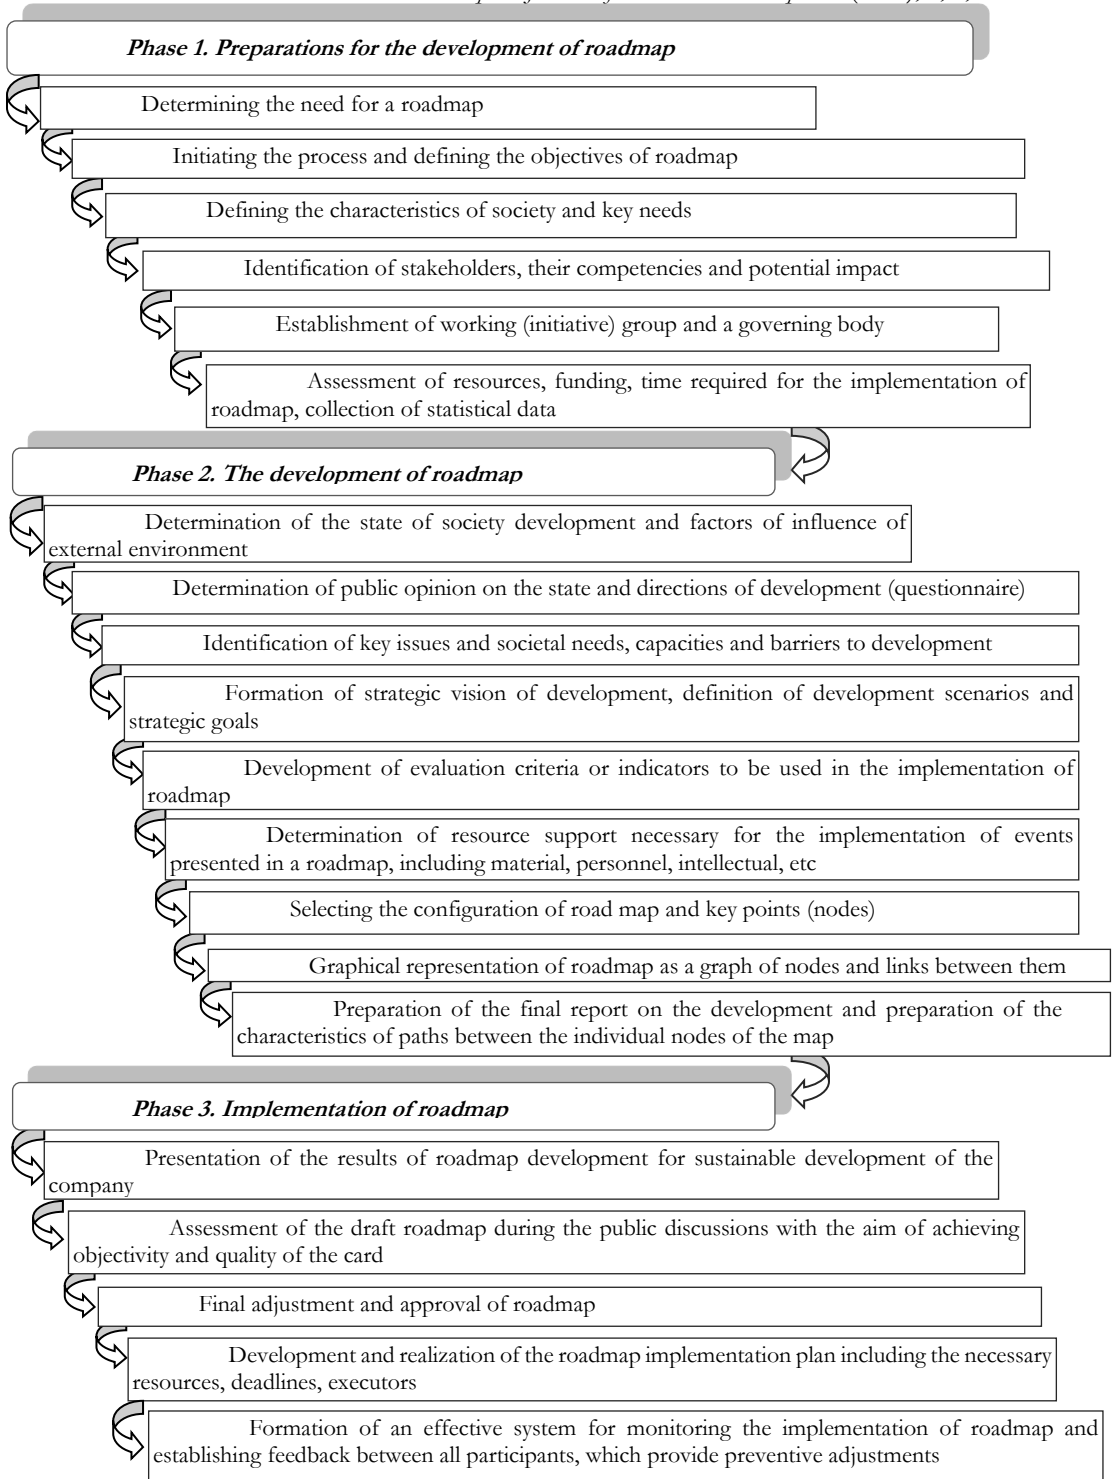 Phase 1. Preparations for the development of roadmap
Determining the need for a roadmap
Initiating the process and defining the objectives of roadmap
Defining the characteristics of society and key needs
Identification of stakeholders, their competencies and potential impact
Establishment of working (initiative) group and a governing body
Assessment of resources, funding, time required for the implementation of
roadmap, collection of statistical data
Phase 2. The development of roadmap
Determination of the state of society development and factors of influence of
external environment
Determination of public opinion on the state and directions of development (questionnaire)
Identification of key issues and societal needs, capacities and barriers to development
Formation of strategic vision of development, definition of development scenarios and
strategic goals
Development of evaluation criteria or indicators to be used in the implementation of
roadmap
Determination of resource support necessary for the implementation of events
presented in a roadmap, including material, personnel, intellectual, etc
Selecting the configuration of road map and key points (nodes)
Graphical representation of roadmap as a graph of nodes and links between them
Preparation of the final report on the development and preparation of the
characteristics of paths between the individual nodes of the map
Phase 3. Implementation of roadmap
Presentation of the results of roadmap development for sustainable development of the
company
Assessment of the draft roadmap during the public discussions with the aim of achieving
objectivity and quality of the card
Final adjustment and approval of roadmap
Development and realization of the roadmap implementation plan including the necessary
resources, deadlines, executors
Formation of an effective system for monitoring the implementation of roadmap and
establishing feedback between all participants, which provide preventive adjustments